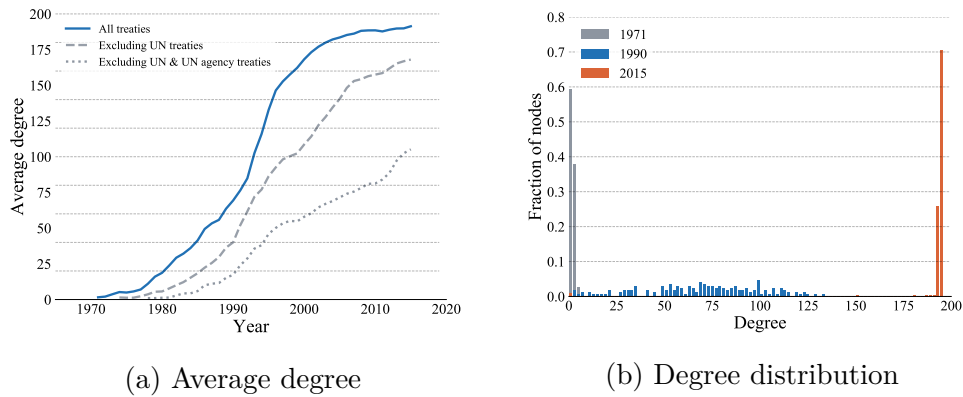 200
175
150
125
100
75
50
25
0
Average degree
All treaties
Excluding UN treaties
Excluding UN & UN agency treaties
1970 1980 1990 2000 2010 2020
Year
(a) Average degree
0.8
0.7
0.6
0.5
0.4
0.3
0.2
0.1
0.0
Fraction of nodes
1971
1990
2015
0 25 50 75 100 125 150 175 200
Degree
(b) Degree distribution